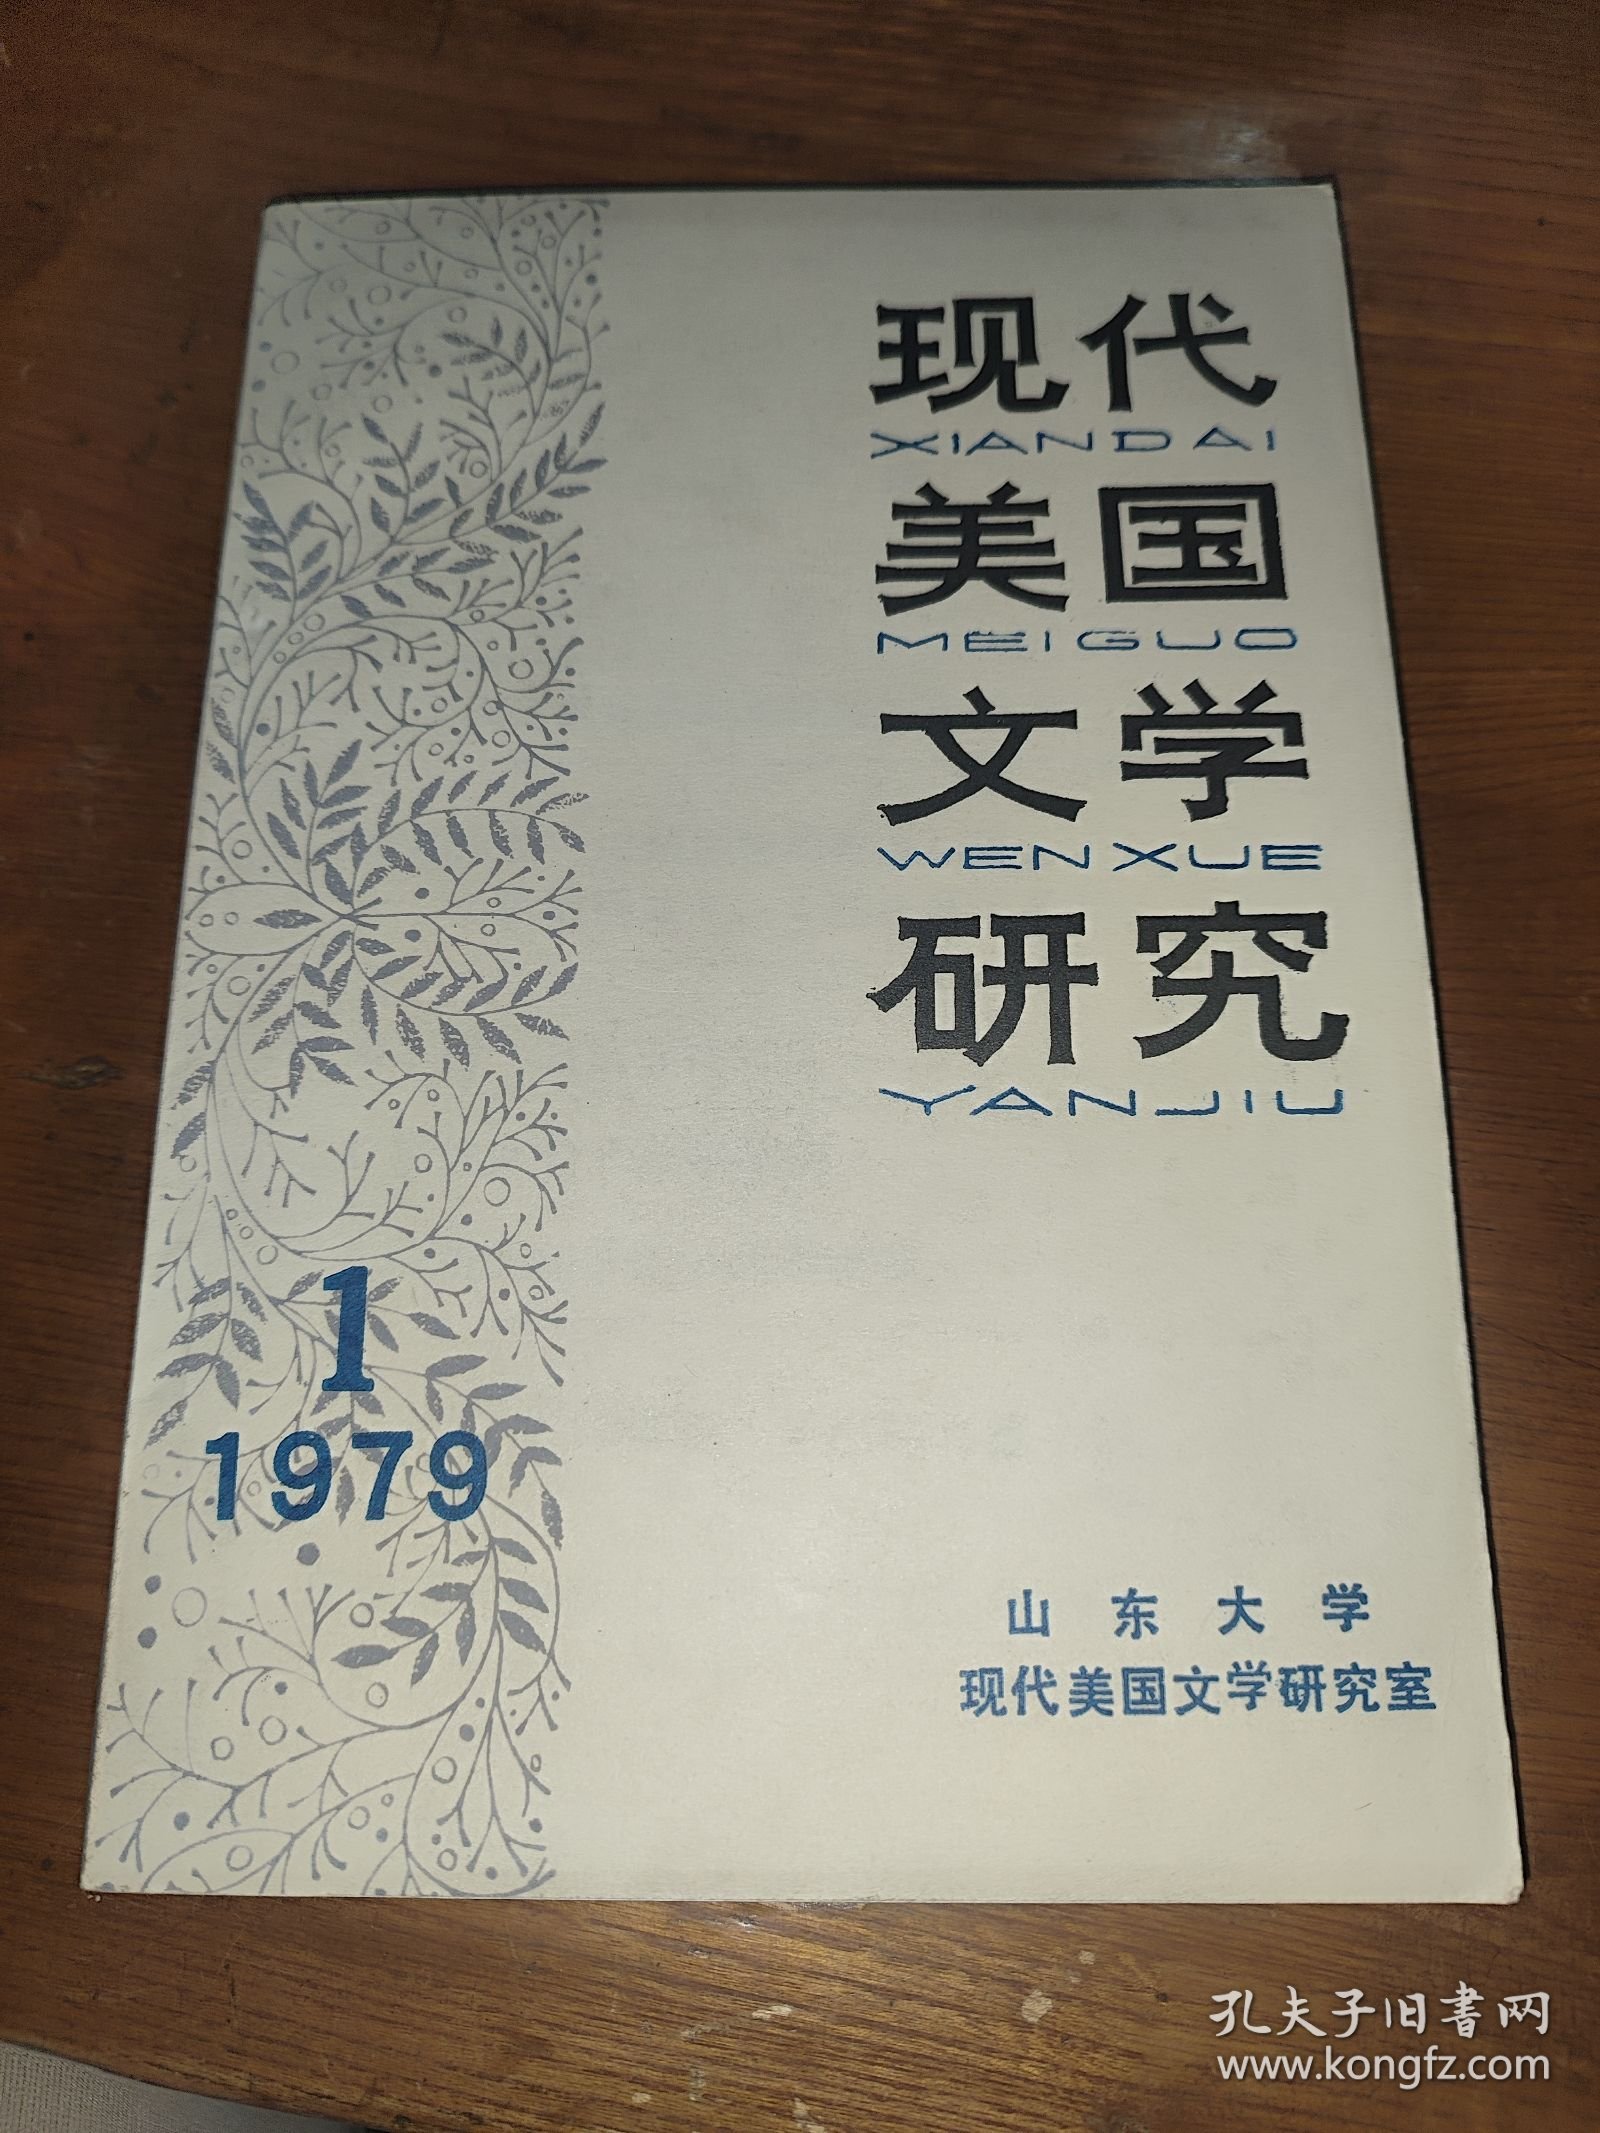 现代
XIANDAI
美国
MEIGUO
文学
WENXUE
研究
YANJIU
1
1979
山东大学
现代美国文学研究室
孔夫子旧書网
www.kongfz.com